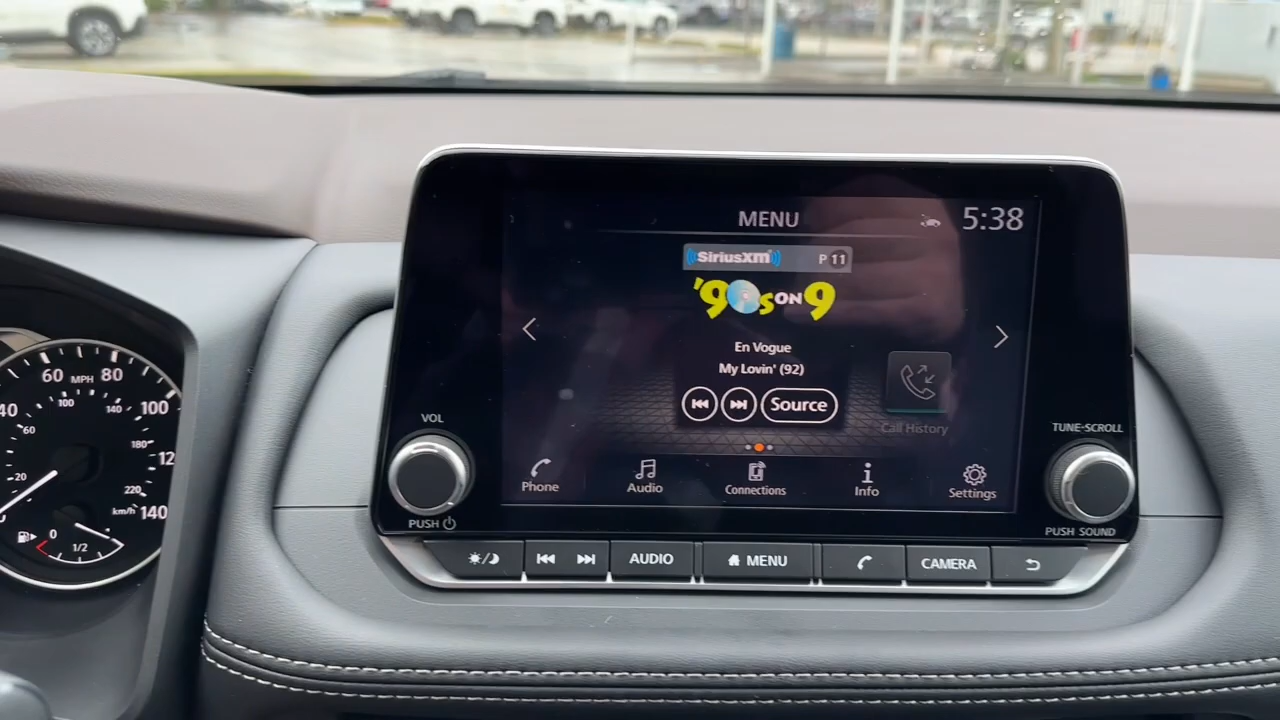 MENU
5:38
SiriusXM P 11
'90s ON 9
En Vogue
My Lovin' (92)
Source
Call History
Phone
Audio
Connections
Info
Settings
VOL
PUSH
TUNE-SCROLL
PUSH SOUND
AUDIO
MENU
CAMERA
60 MPH 80
40 100 140 100
60 180 12
20 220
km/h 140
0
1/2